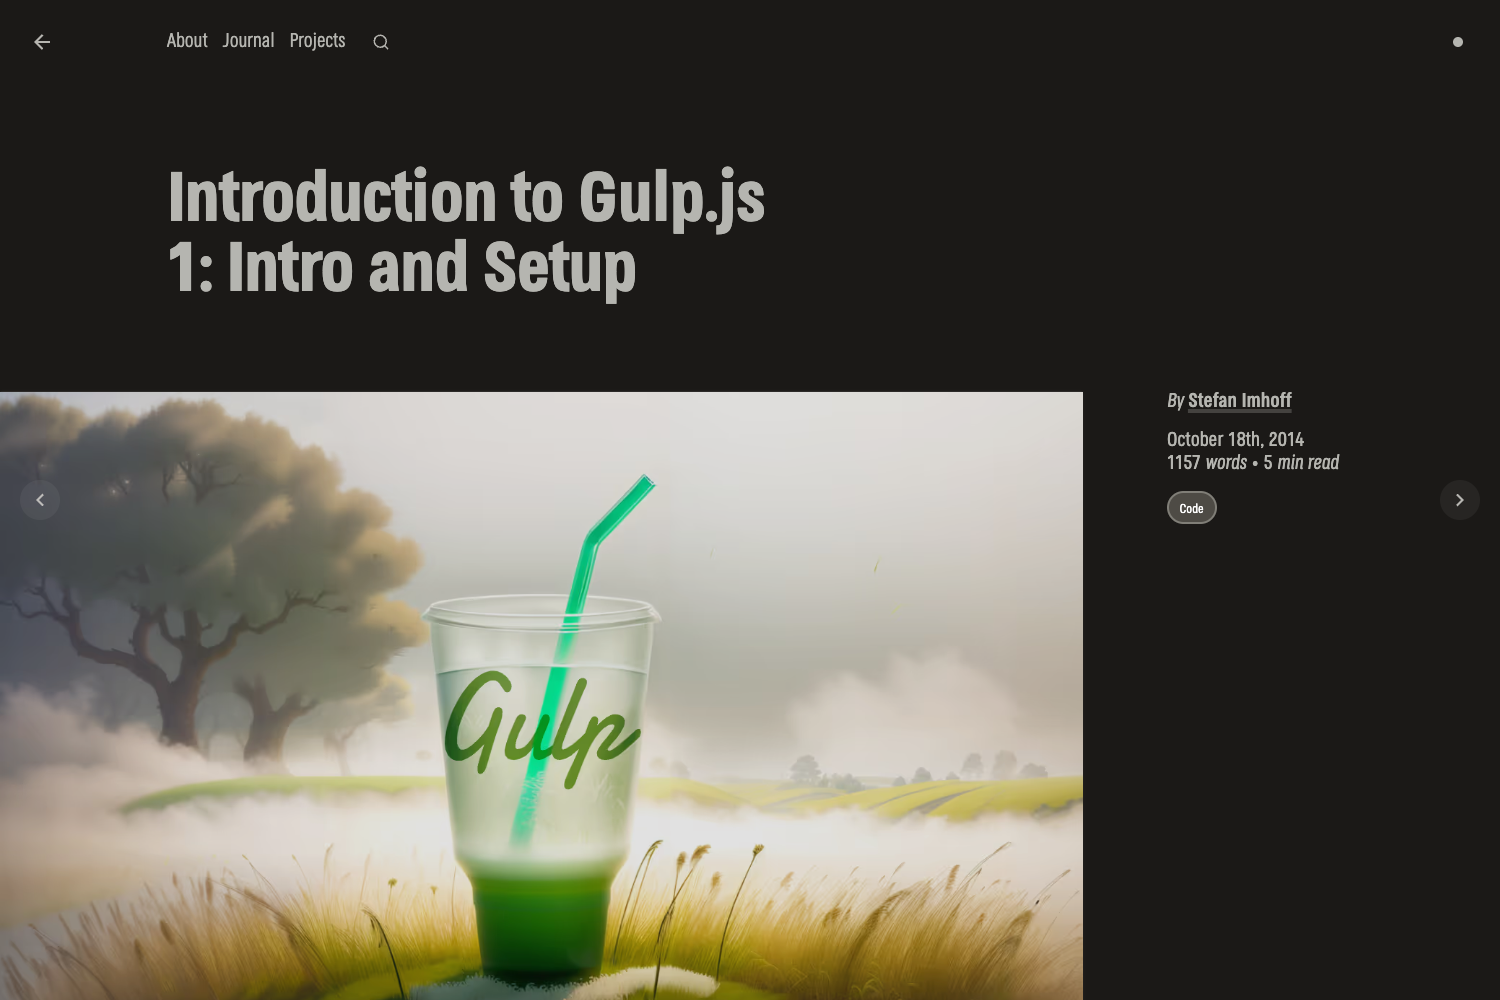 About Journal Projects
Introduction to Gulp.js
1: Intro and Setup
By Stefan Imhoff
October 18th, 2014
1157 words • 5 min read
Code
Gulp